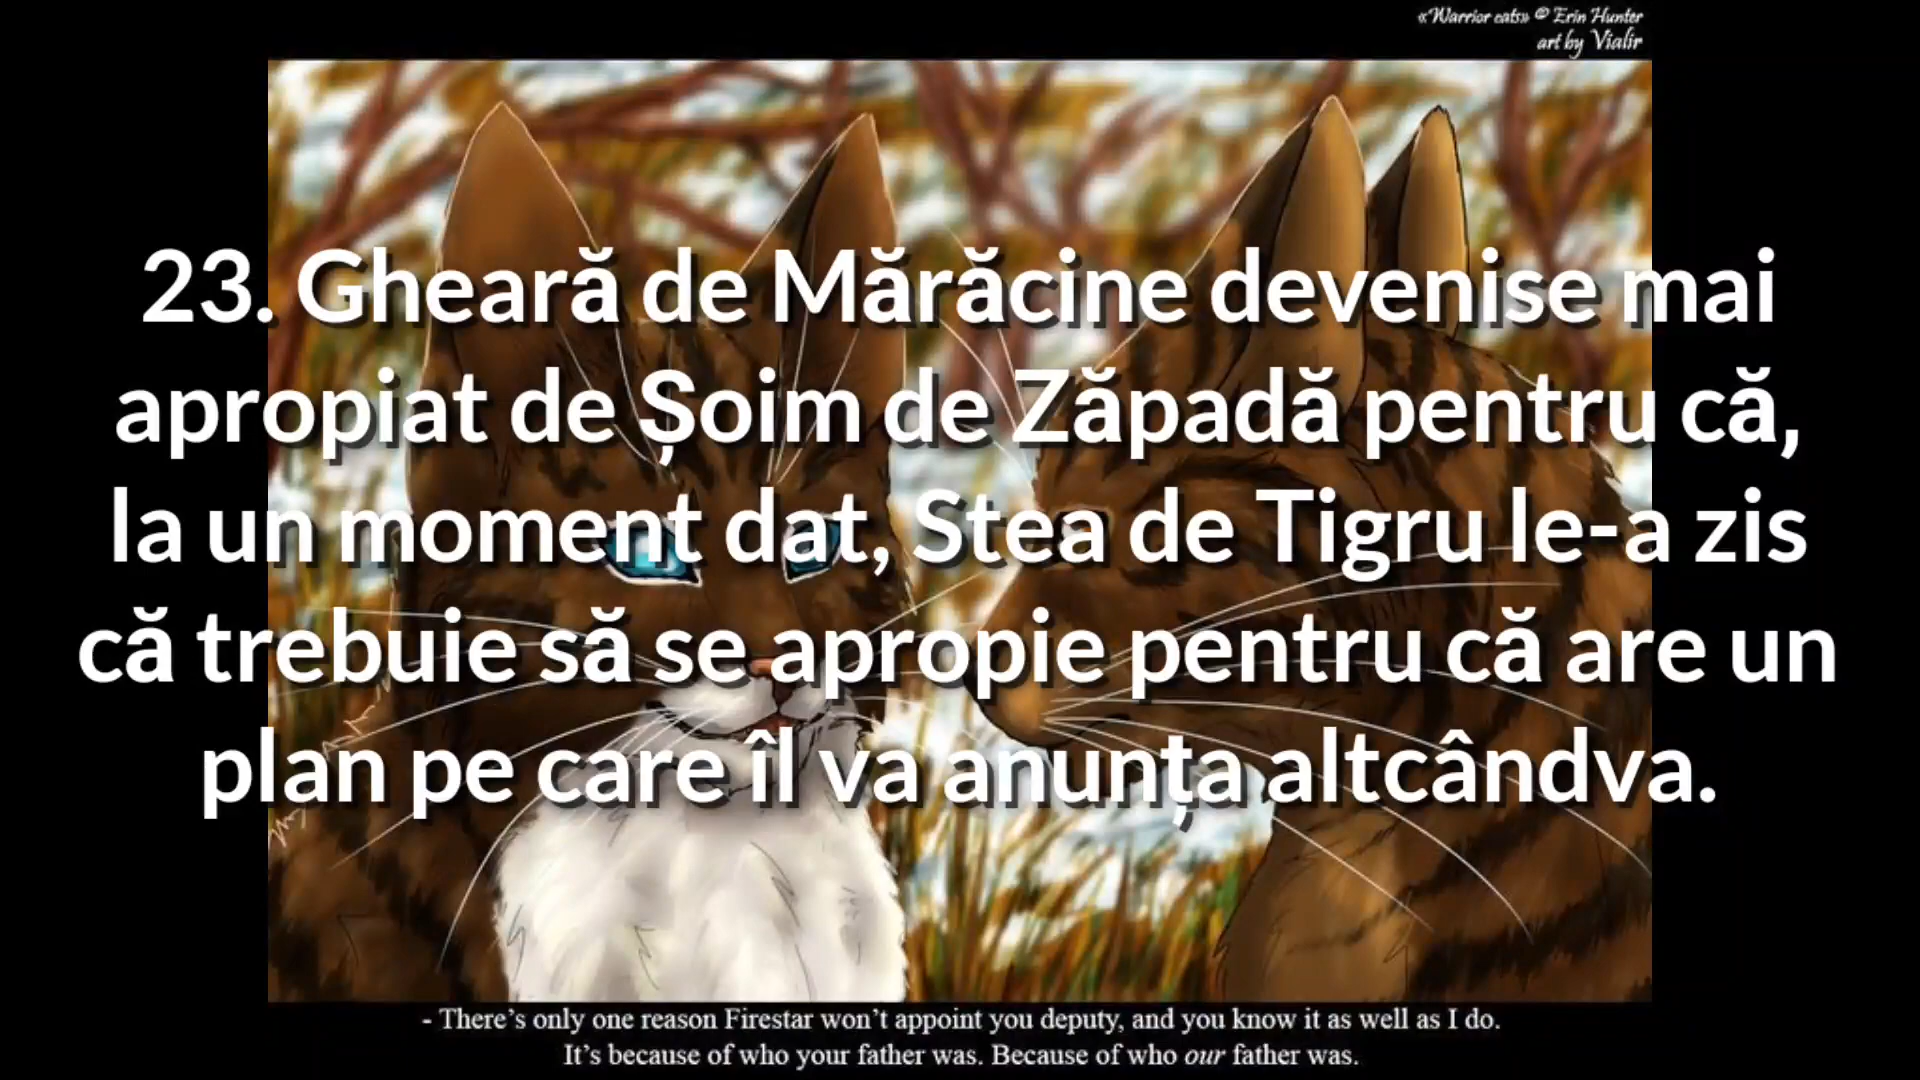 «Warrior cats» © Erin Hunter
art by Vialir
23. Gheară de Mărăcine devenise mai
apropiat de Șoim de Zăpadă pentru că,
la un moment dat, Stea de Tigru le-a zis
că trebuie să se apropie pentru că are un
plan pe care îl va anunța altcândva.
- There's only one reason Firestar won't appoint you deputy, and you know it as well as I do.
It's because of who your father was. Because of who our father was.